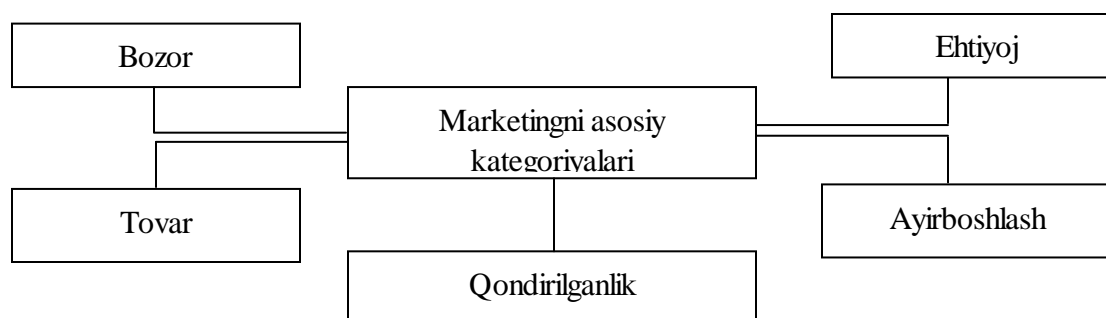 Bozor
Ehtiyoj
Marketingni asosiy
kategoriyalari
Tovar
Ayirboshlash
Qondirilganlik